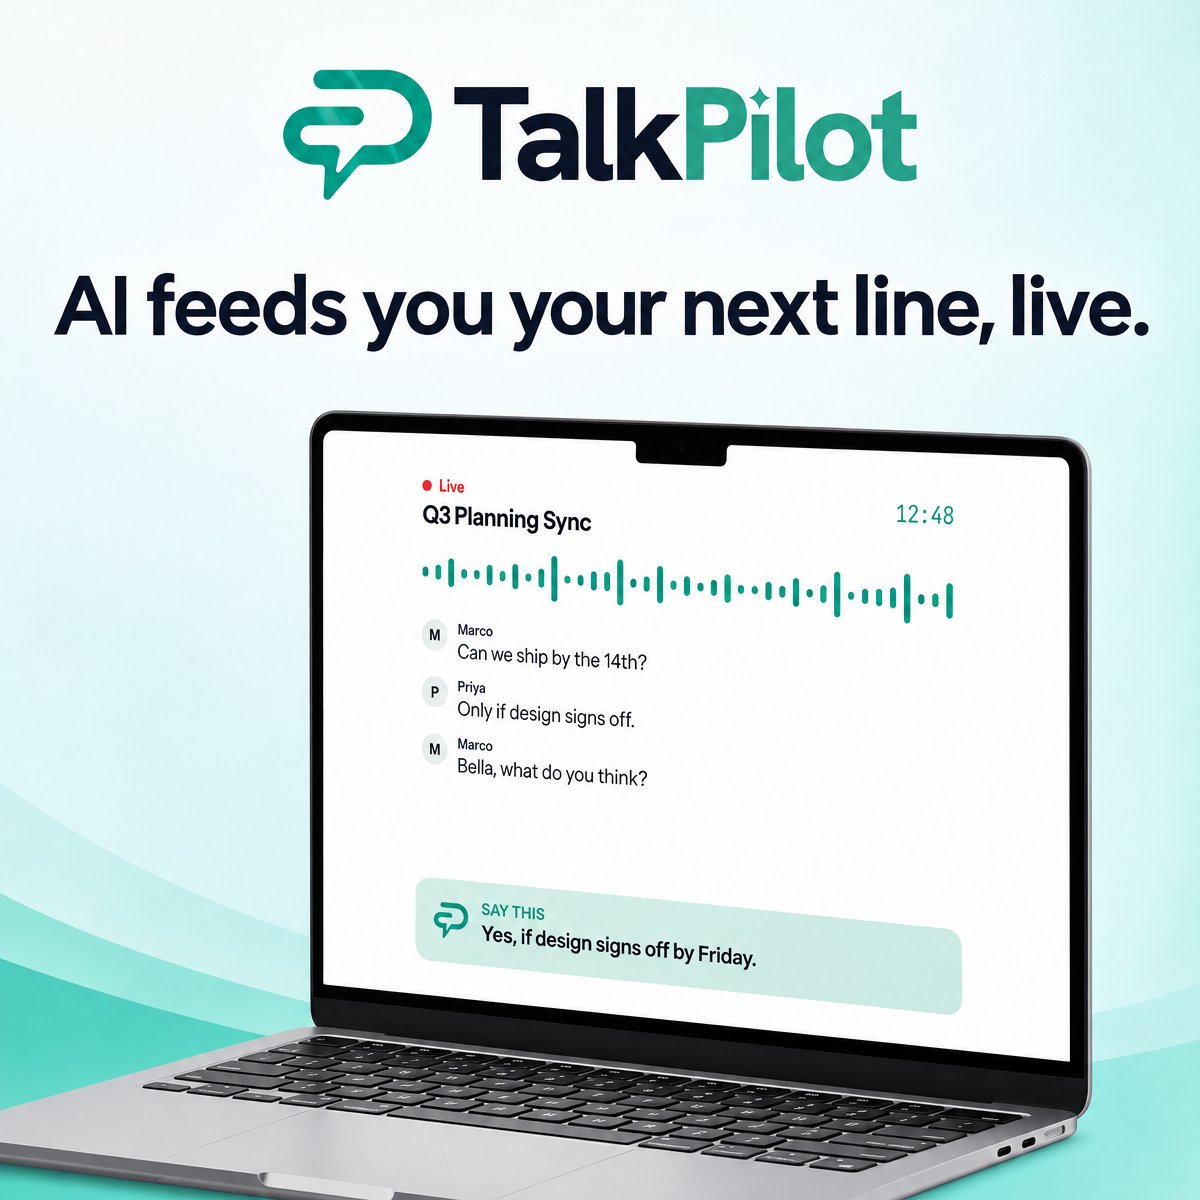 TalkPilot
AI feeds you your next line, live.
Live
Q3 Planning Sync
12:48
M
Marco
Can we ship by the 14th?
P
Priya
Only if design signs off.
M
Marco
Bella, what do you think?
SAY THIS
Yes, if design signs off by Friday.